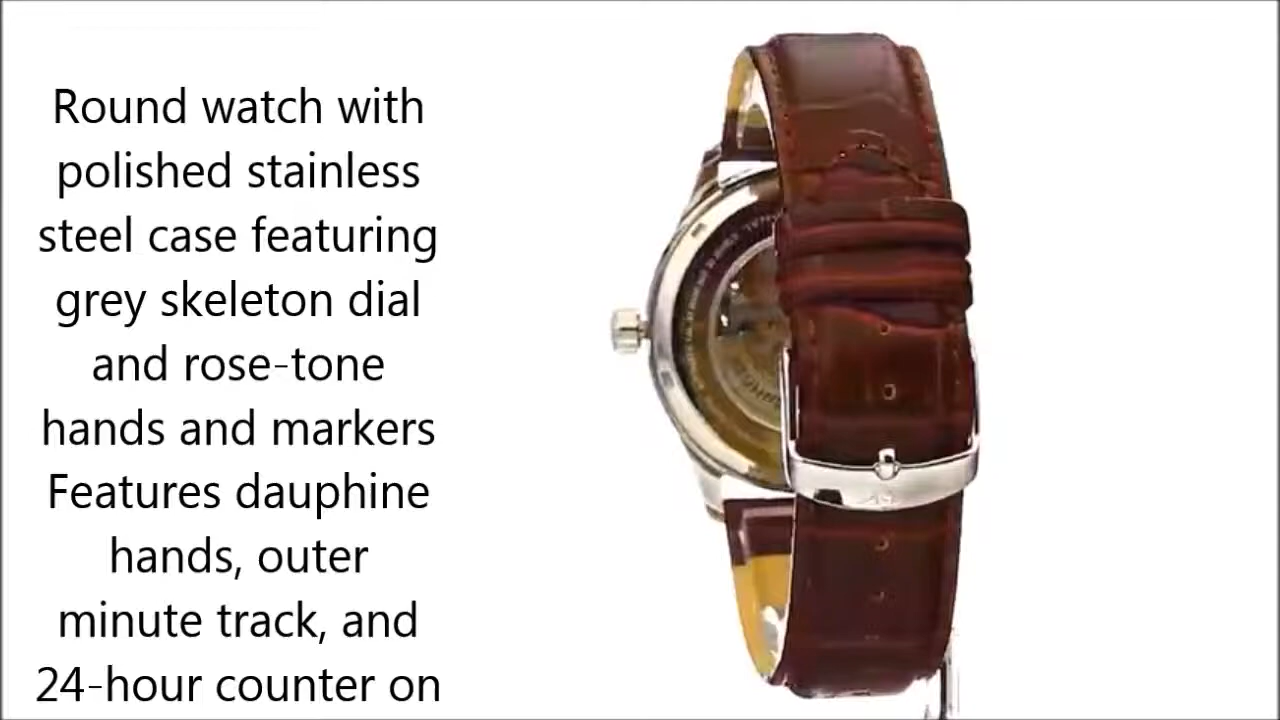 Round watch with
polished stainless
steel case featuring
grey skeleton dial
and rose-tone
hands and markers
Features dauphine
hands, outer
minute track, and
24-hour counter on